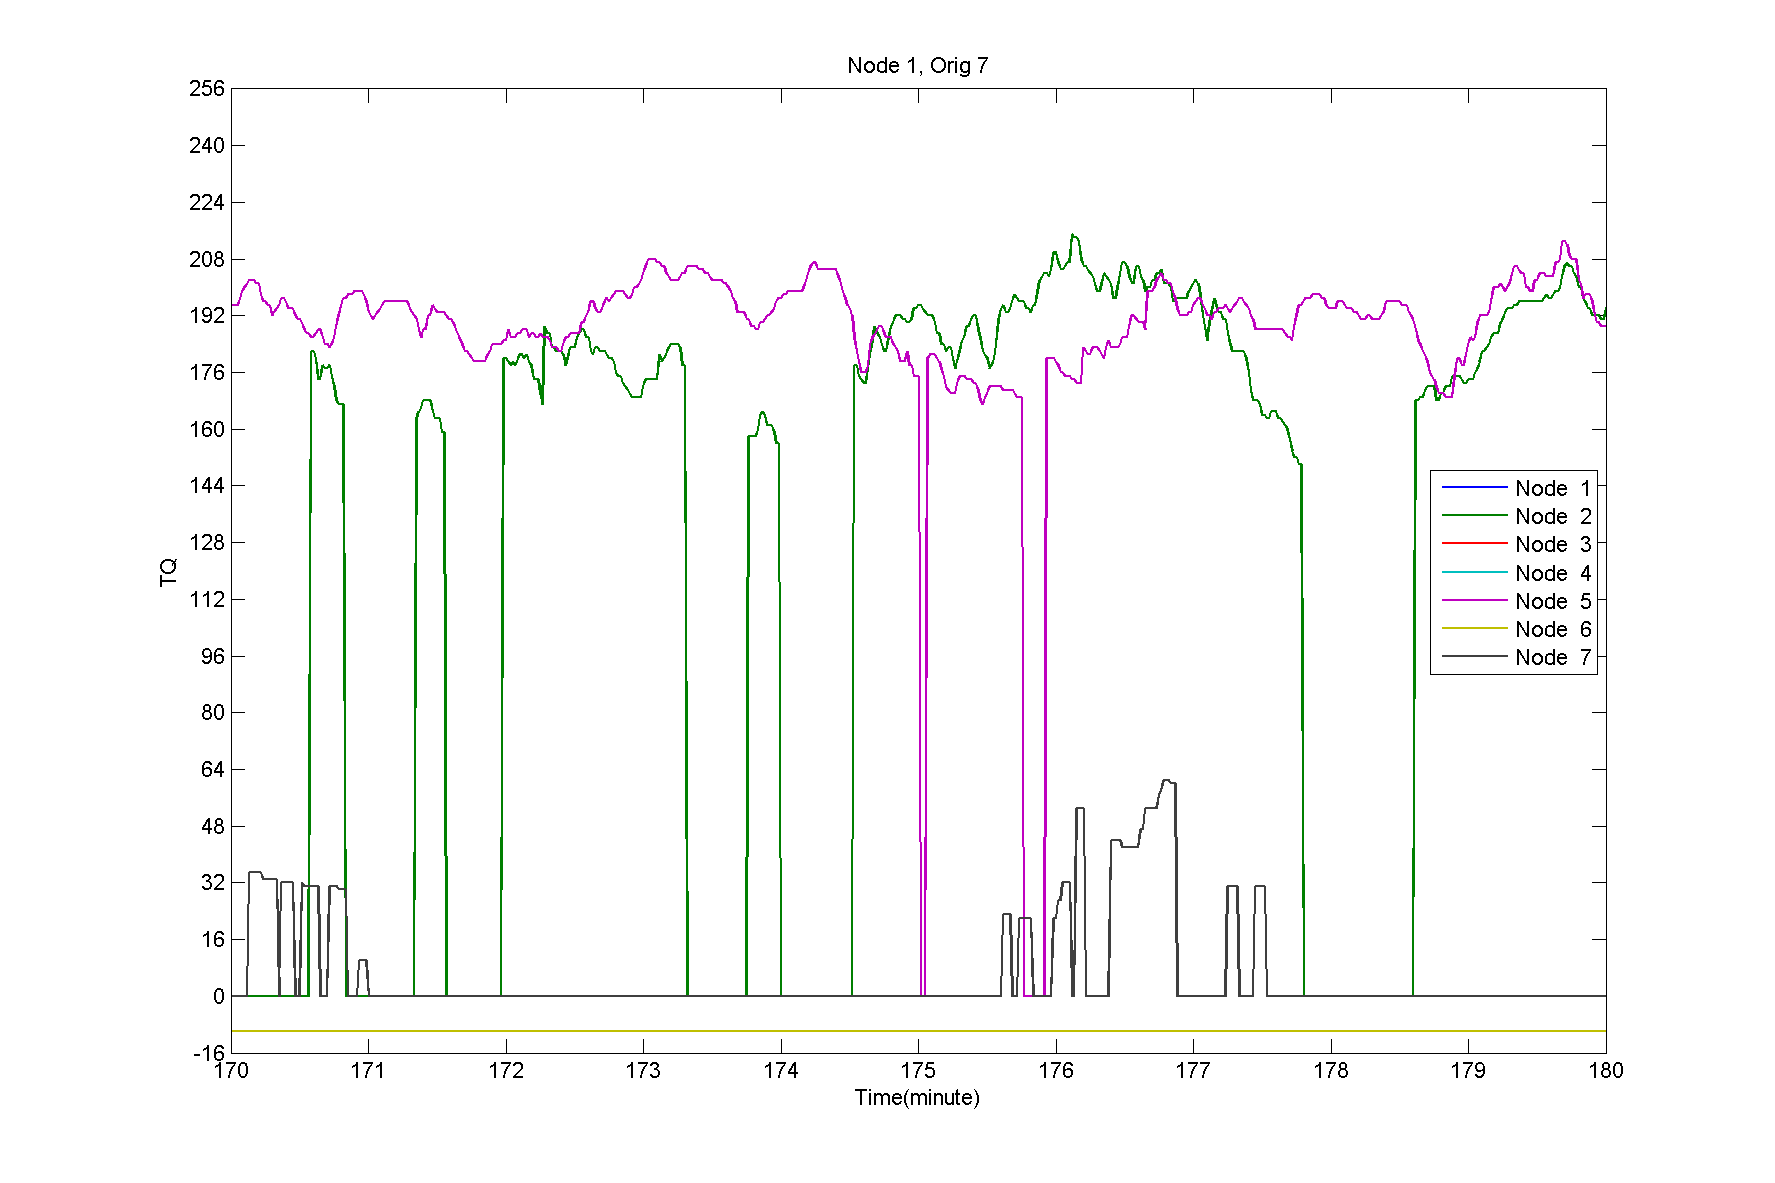 Node 1, Orig 7
256
240
224
208
192
176
160
144
128
112
96
80
64
48
32
16
0
-16
TQ
Node 1
Node 2
Node 3
Node 4
Node 5
Node 6
Node 7
170 171 172 173 174 175 176 177 178 179 180
Time(minute)